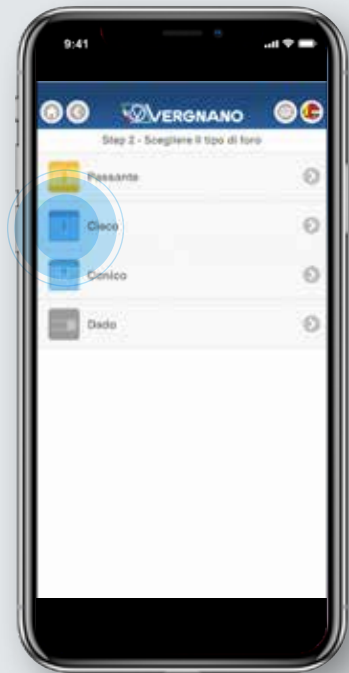 9:41
VERGNANO
Step 2 - Scegliere il tipo di foro
Passante
Cieco
Conico
Dado